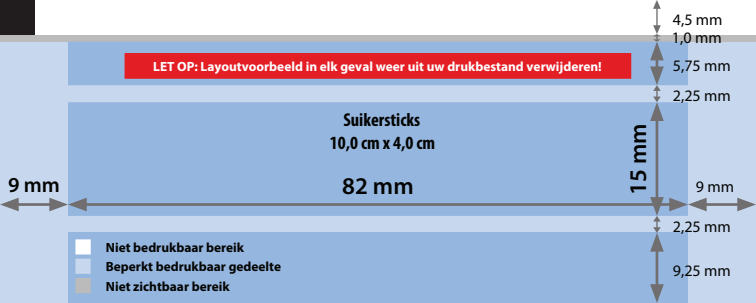 4,5 mm
1,0 mm
LET OP: Layoutvoorbeeld in elk geval weer uit uw drukbestand verwijderen!
5,75 mm
2,25 mm
Suikersticks
10,0 cm x 4,0 cm
15 mm
9 mm
82 mm
9 mm
2,25 mm
Niet bedrukbaar bereik
Beperkt bedrukbaar gedeelte
9,25 mm
Niet zichtbaar bereik